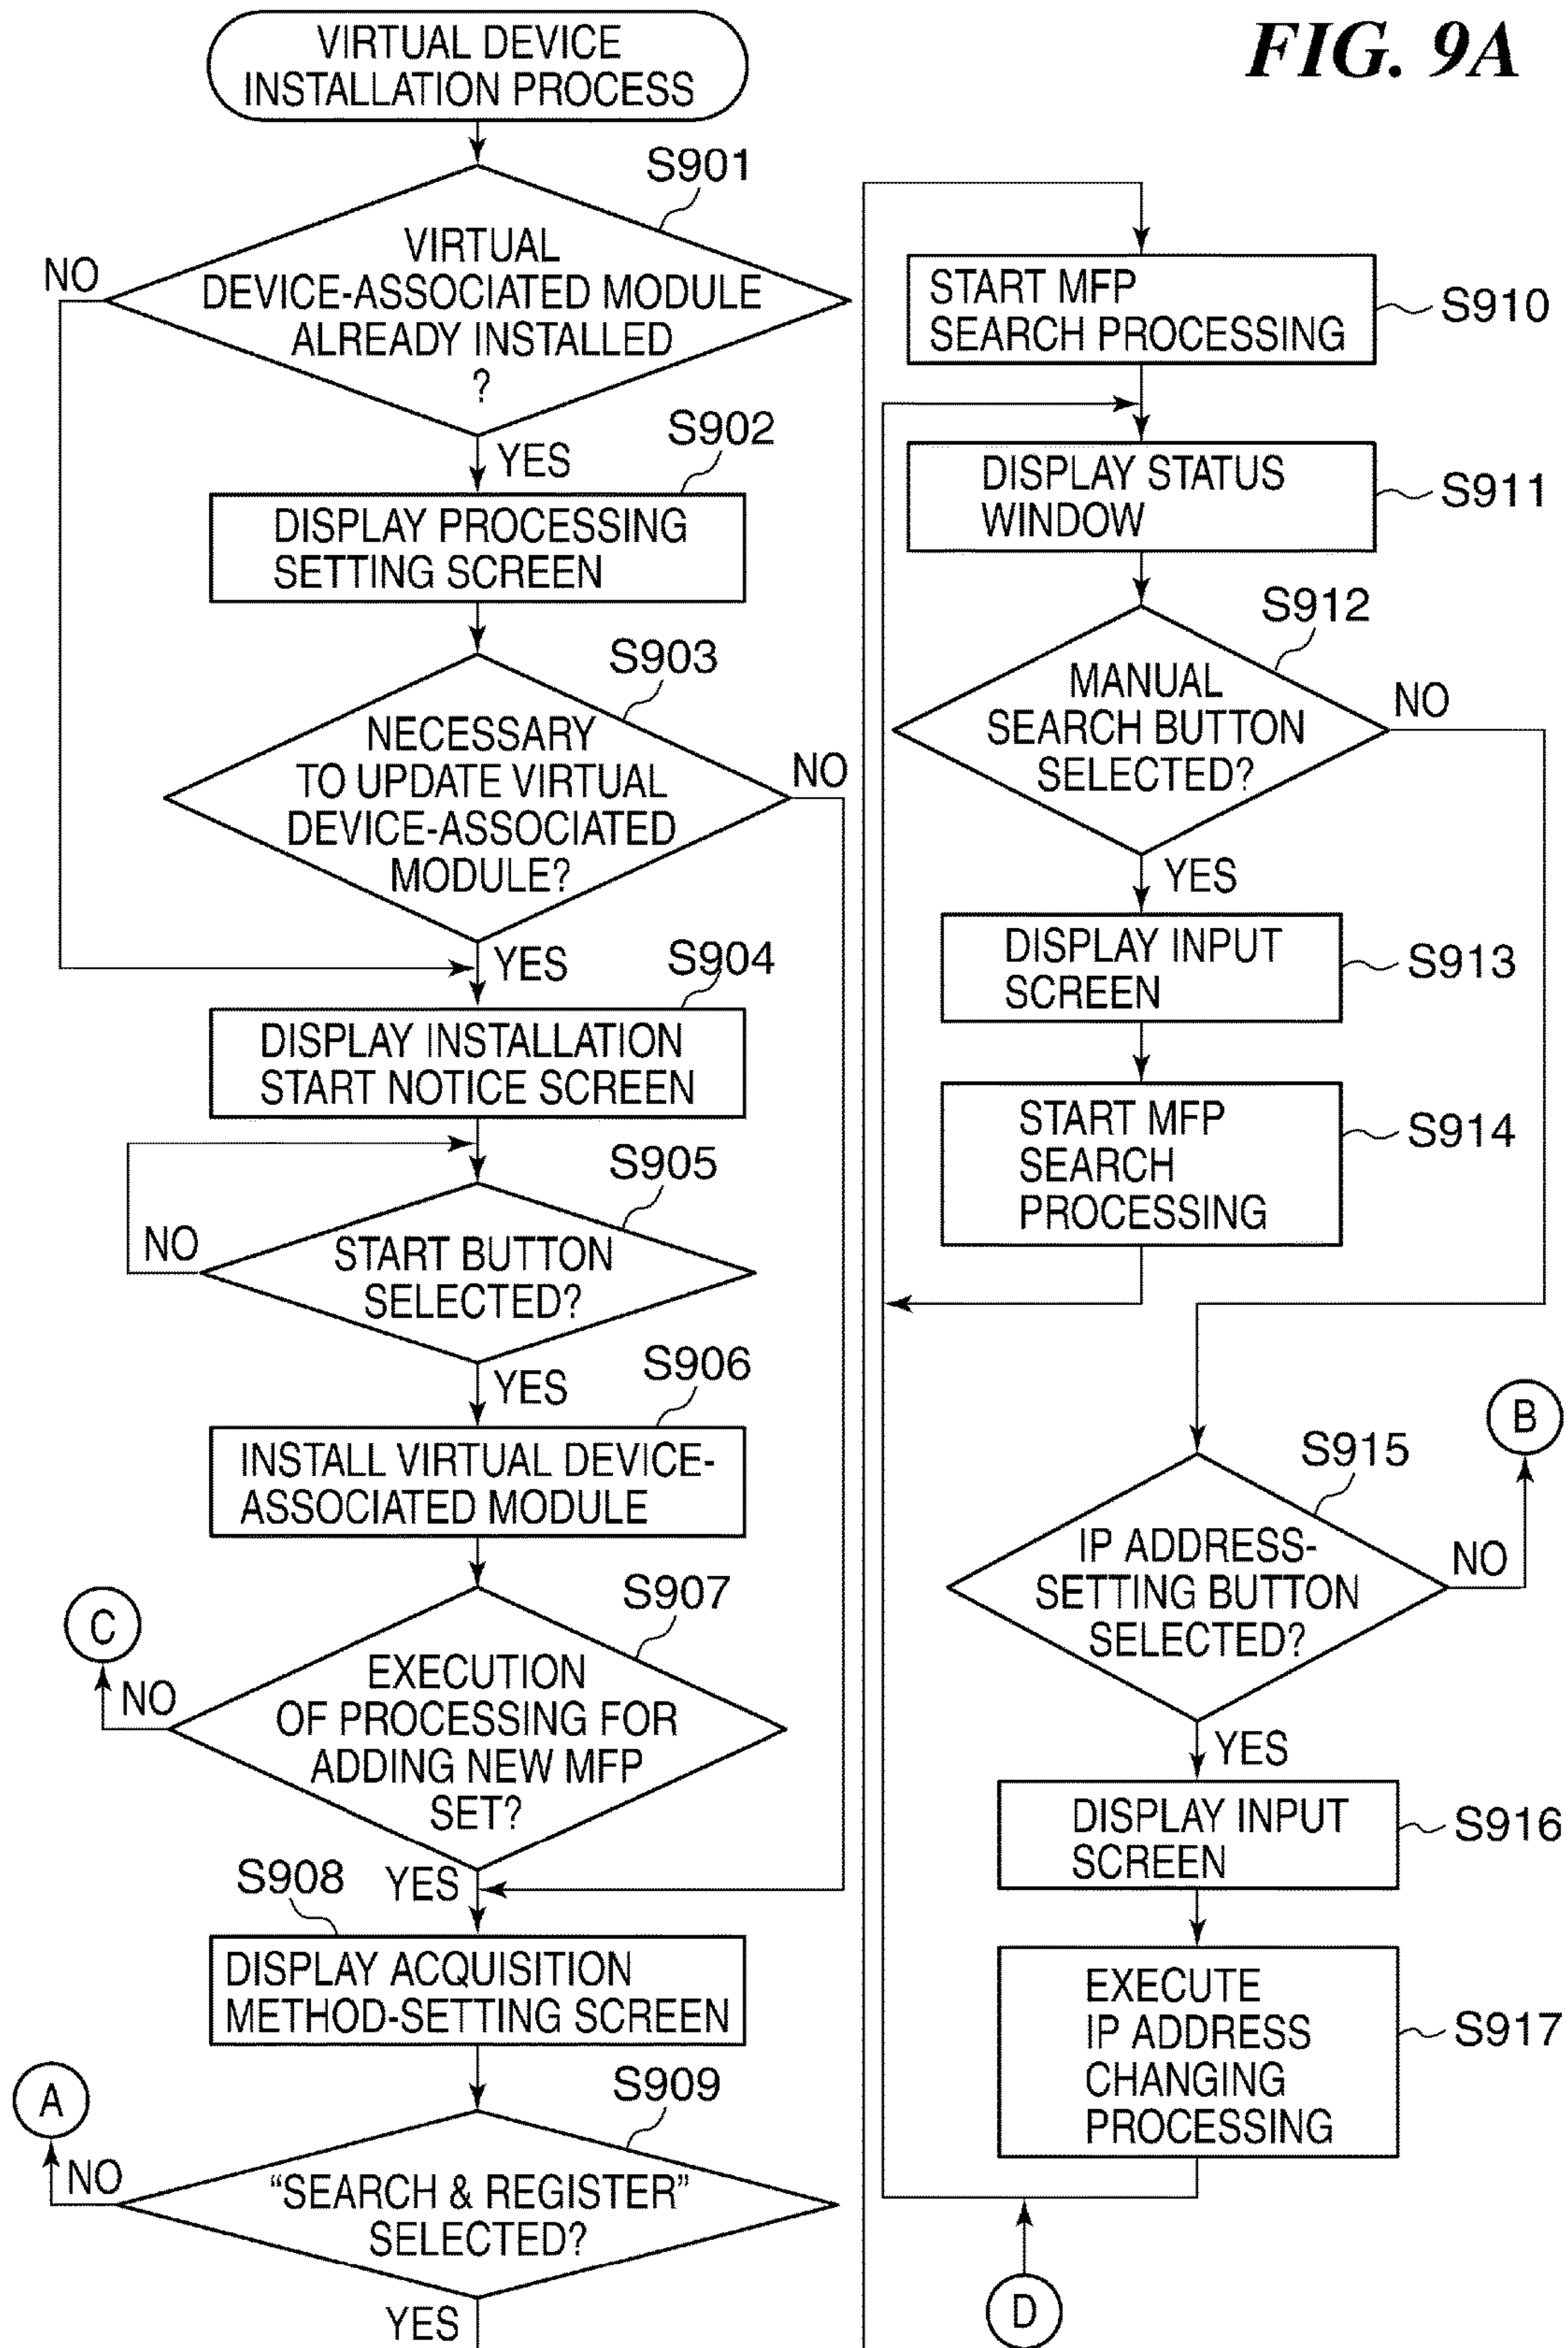 FIG. 9A
VIRTUAL DEVICE
INSTALLATION PROCESS
S901
VIRTUAL
DEVICE-ASSOCIATED MODULE
ALREADY INSTALLED
?
NO
YES
S902
DISPLAY PROCESSING
SETTING SCREEN
S903
NECESSARY
TO UPDATE VIRTUAL
DEVICE-ASSOCIATED
MODULE?
NO
YES
S904
DISPLAY INSTALLATION
START NOTICE SCREEN
S905
START BUTTON
SELECTED?
NO
YES
S906
INSTALL VIRTUAL DEVICE-
ASSOCIATED MODULE
S907
EXECUTION
OF PROCESSING FOR
ADDING NEW MFP
SET?
C
NO
YES
S908
DISPLAY ACQUISITION
METHOD-SETTING SCREEN
S909
“SEARCH & REGISTER”
SELECTED?
A
NO
YES
START MFP
SEARCH PROCESSING
S910
DISPLAY STATUS
WINDOW
S911
S912
MANUAL
SEARCH BUTTON
SELECTED?
NO
YES
DISPLAY INPUT
SCREEN
S913
START MFP
SEARCH
PROCESSING
S914
S915
IP ADDRESS-
SETTING BUTTON
SELECTED?
B
NO
YES
DISPLAY INPUT
SCREEN
S916
EXECUTE
IP ADDRESS
CHANGING
PROCESSING
S917
D